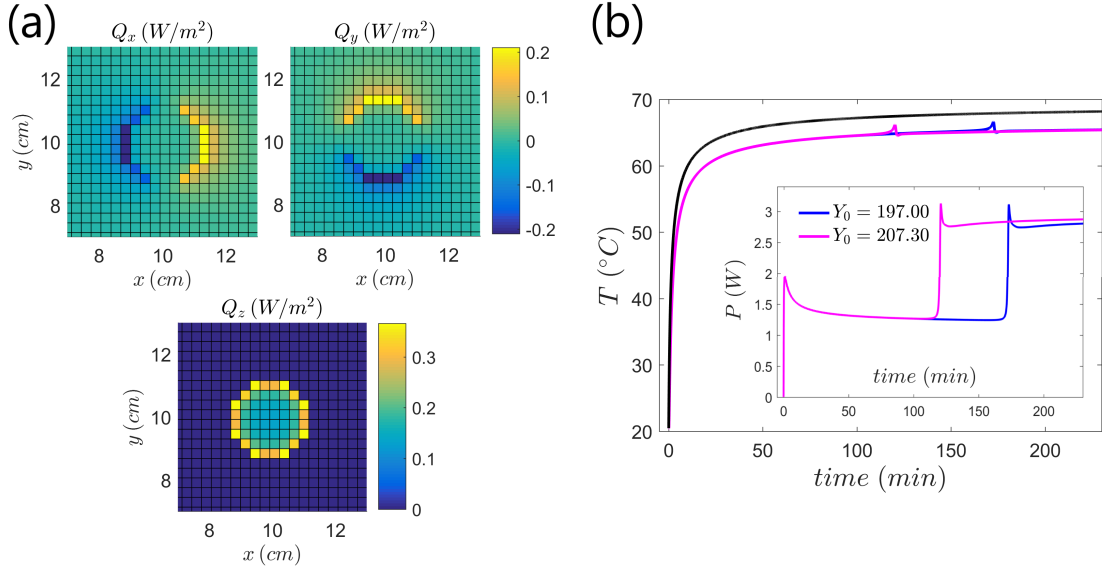 (a)
Qx (W/m²)
Qy (W/m²)
12
10
8
y (cm)
8 10 12
x (cm)
8 10 12
x (cm)
0.2
0.1
0
-0.1
-0.2
Qz (W/m²)
12
10
8
y (cm)
8 10 12
x (cm)
0.3
0.2
0.1
0
(b)
70
60
50
40
30
20
T (°C)
0 50 100 150 200
time (min)
3
2.5
2
1.5
1
0.5
0
P (W)
Y0 = 197.00
Y0 = 207.30
time (min)
0 50 100 150 200